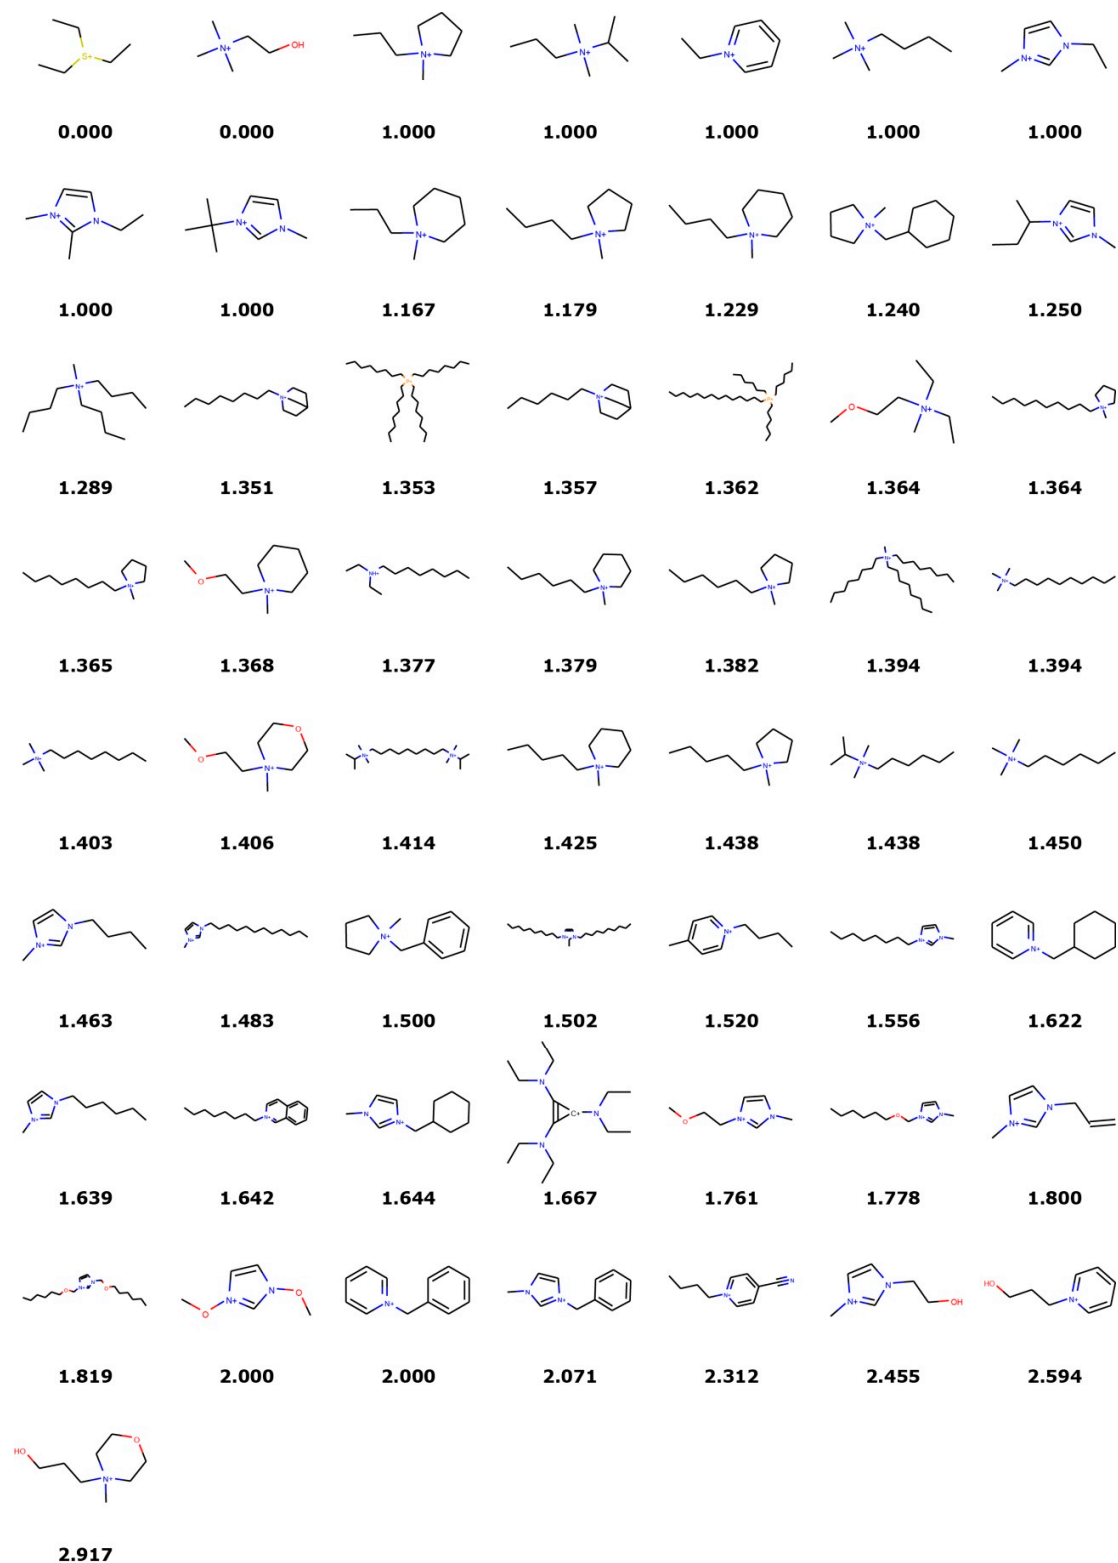 S+ N+ OH N+ N+ N+ N+ N+ N
0.000 0.000 1.000 1.000 1.000 1.000 1.000
N+ N N+ N N+ N+ N+ N+ N+ N
1.000 1.000 1.167 1.179 1.229 1.240 1.250
N+ N+ P+ N+ P+ O N+ N+
1.289 1.351 1.353 1.357 1.362 1.364 1.364
N+ O N+ NH+ N+ N+ N+ N+
1.365 1.368 1.377 1.379 1.382 1.394 1.394
N+ O O N+ N+ N+ N+ N+ N+ N+
1.403 1.406 1.414 1.425 1.438 1.438 1.450
N N+ N N+ N+ N+ N N+ N+ N N+
1.463 1.483 1.500 1.502 1.520 1.556 1.622
N N+ N+ N N+ N N C+ N N O N+ N O N+ N N N+
1.639 1.642 1.644 1.667 1.761 1.778 1.800
O N N+ O O N+ N O N+ N N+ N+ N N N+ OH HO N+
1.819 2.000 2.000 2.071 2.312 2.455 2.594
HO O N+
2.917